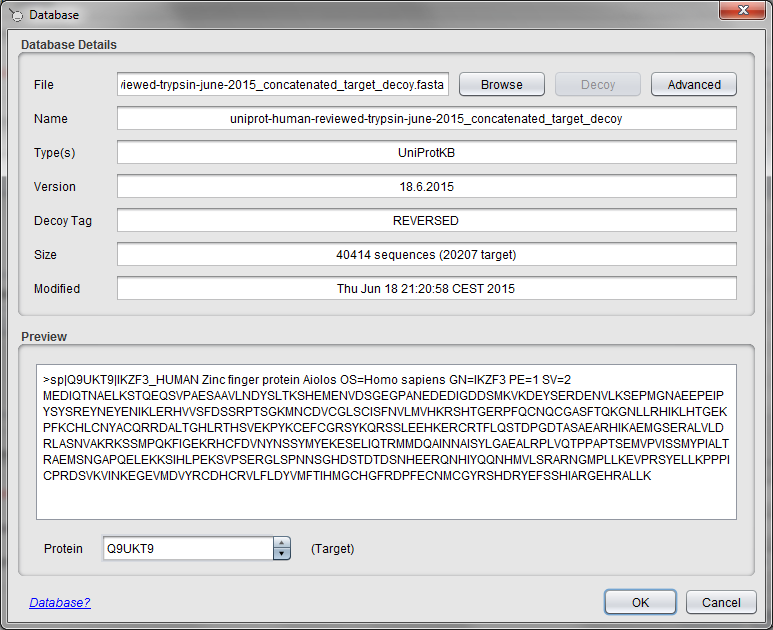 Database
Database Details
File /iewed-trypsin-june-2015_concatenated_target_decoy.fasta Browse Decoy Advanced
Name uniprot-human-reviewed-trypsin-june-2015_concatenated_target_decoy
Type(s) UniProtKB
Version 18.6.2015
Decoy Tag REVERSED
Size 40414 sequences (20207 target)
Modified Thu Jun 18 21:20:58 CEST 2015
Preview
>sp|Q9UKT9|IKZF3_HUMAN Zinc finger protein Aiolos OS=Homo sapiens GN=IKZF3 PE=1 SV=2
MEDIQTNAELKSTQEQSVPAESAAVLNDYSLTKSHEMENVDSGEGPANEDEDIGDDSMKVKDEYSERDENVLKSEPMGNAEEPEIP
YSYSREYNEYENIKLERHVVSFDSSRPTSGKMNCDVCGLSCISFNVLMVHKRSHTGERPFQCNQCGASFTQKGNLLRHIKLHTGEK
PFKCHLCNYACQRRDALTGHLRTHSVEKPYKCEFCGRSYKQRSSLEEHKERCRTFLQSTDPGDTASAEARHIKAEMGSERALVLD
RLASNVAKRKSSMPQKFIGEKRHCFDVNYNSSYMYEKESELIQTRMMDQAINNAISYLGAEALRPLVQTPPAPTSEMVPVISSMYPIALT
RAEMSNGAPQELEKKSIHLPEKSVPSERGLSPNNSGHDSTDTDSNHEERQNHIYQQNHMVLSRARNGMPLLKEVPRSYELLKPPPI
CPRDSVKVINKEGEVMDVYRCDHCRVLFLDYVMFTIHMGCHGFRDPFECNMCGYRSHDRYEFSSHIARGEHRALLK
Protein Q9UKT9 (Target)
Database? OK Cancel